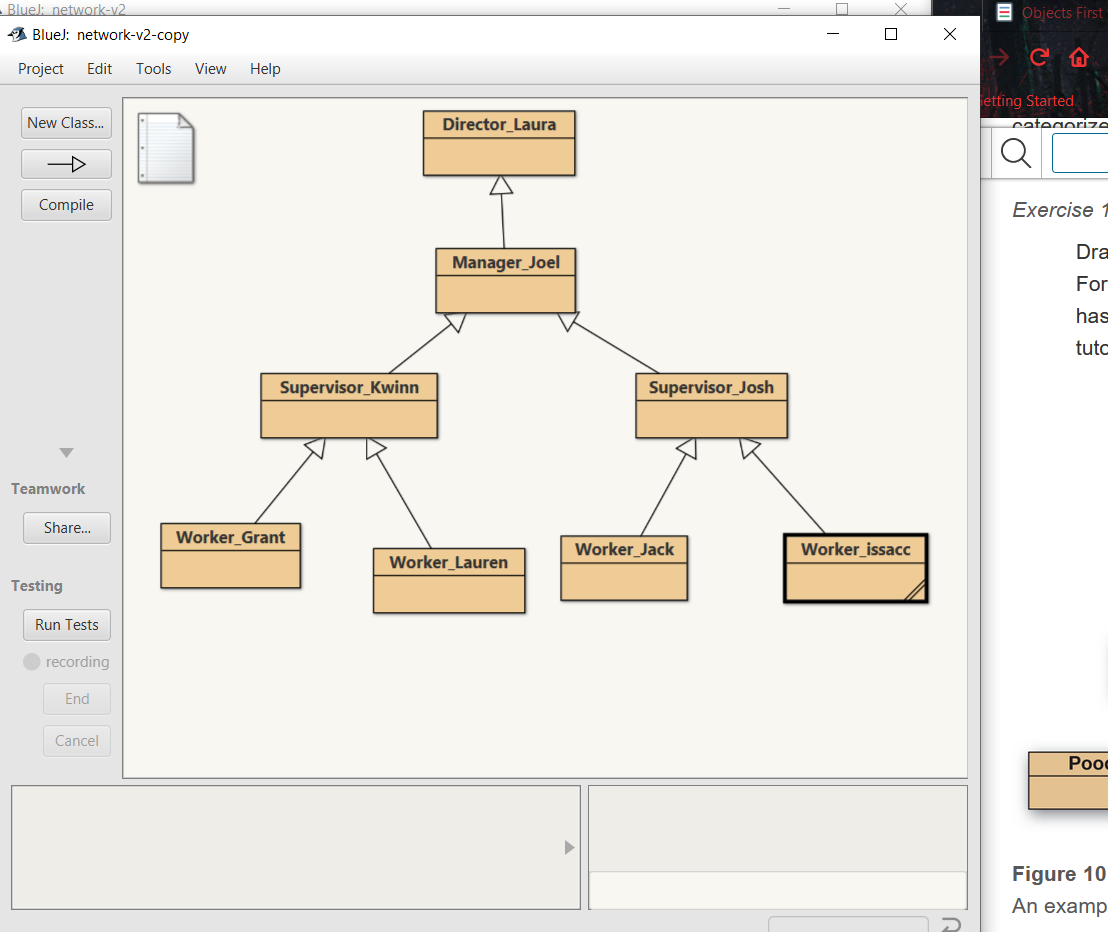 BlueJ: network-v2
BlueJ: network-v2-copy
Project Edit Tools View Help
New Class...
Compile
Teamwork
Share...
Testing
Run Tests
recording
End
Cancel
Director_Laura
Manager_Joel
Supervisor_Kwinn
Supervisor_Josh
Worker_Grant
Worker_Lauren
Worker_Jack
Worker_issacc
Objects First
etting Started
categorize
Exercise 1
Dra
For
has
tuto
Pood
Figure 10
An examp